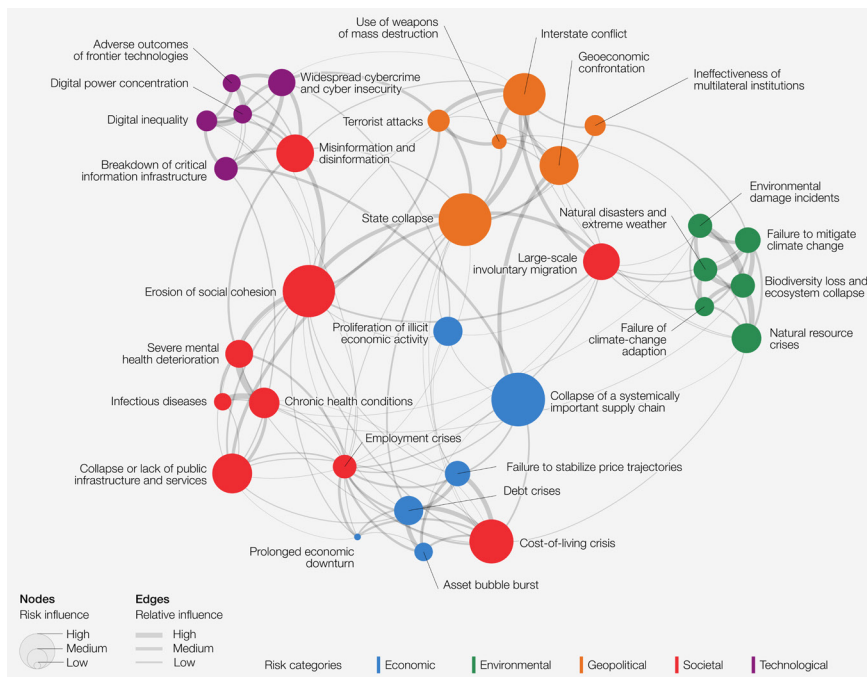 Use of weapons
of mass destruction
Interstate conflict
Adverse outcomes
of frontier technologies
Geoeconomic
confrontation
Digital power concentration
Widespread cybercrime
and cyber insecurity
Ineffectiveness of
multilateral institutions
Digital inequality
Terrorist attacks
Misinformation and
disinformation
Breakdown of critical
information infrastructure
Environmental
damage incidents
State collapse
Natural disasters and
extreme weather
Failure to mitigate
climate change
Large-scale
involuntary migration
Erosion of social cohesion
Biodiversity loss and
ecosystem collapse
Proliferation of illicit
economic activity
Failure of
climate-change
adaption
Natural resource
crises
Severe mental
health deterioration
Infectious diseases
Chronic health conditions
Collapse of a systemically
important supply chain
Employment crises
Collapse or lack of public
infrastructure and services
Failure to stabilize price trajectories
Debt crises
Prolonged economic
downturn
Cost-of-living crisis
Asset bubble burst
Nodes
Risk influence
High
Medium
Low
Edges
Relative influence
High
Medium
Low
Risk categories
Economic
Environmental
Geopolitical
Societal
Technological